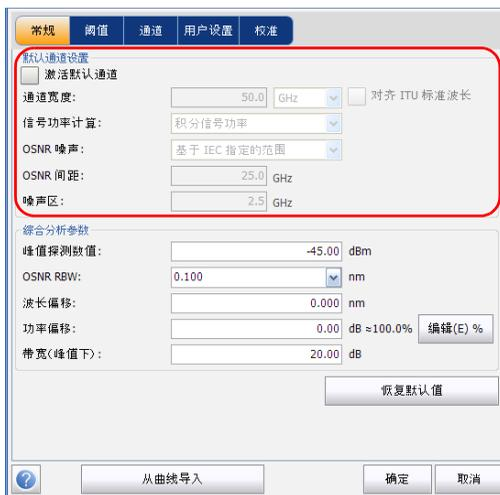 常规 阈值 通道 用户设置 校准
默认通道设置
激活默认通道
通道宽度: 50.0 GHz 对齐 ITU 标准波长
信号功率计算: 积分信号功率
OSNR 噪声: 基于 IEC 指定的范围
OSNR 间距: 25.0 GHz
噪声区: 2.5 GHz
综合分析参数
峰值探测数值: -45.00 dBm
OSNR RBW: 0.100 nm
波长偏移: 0.000 nm
功率偏移: 0.00 dB ≈100.0% 编辑(E) %
带宽(峰值下): 20.00 dB
恢复默认值
? 从曲线导入 确定 取消